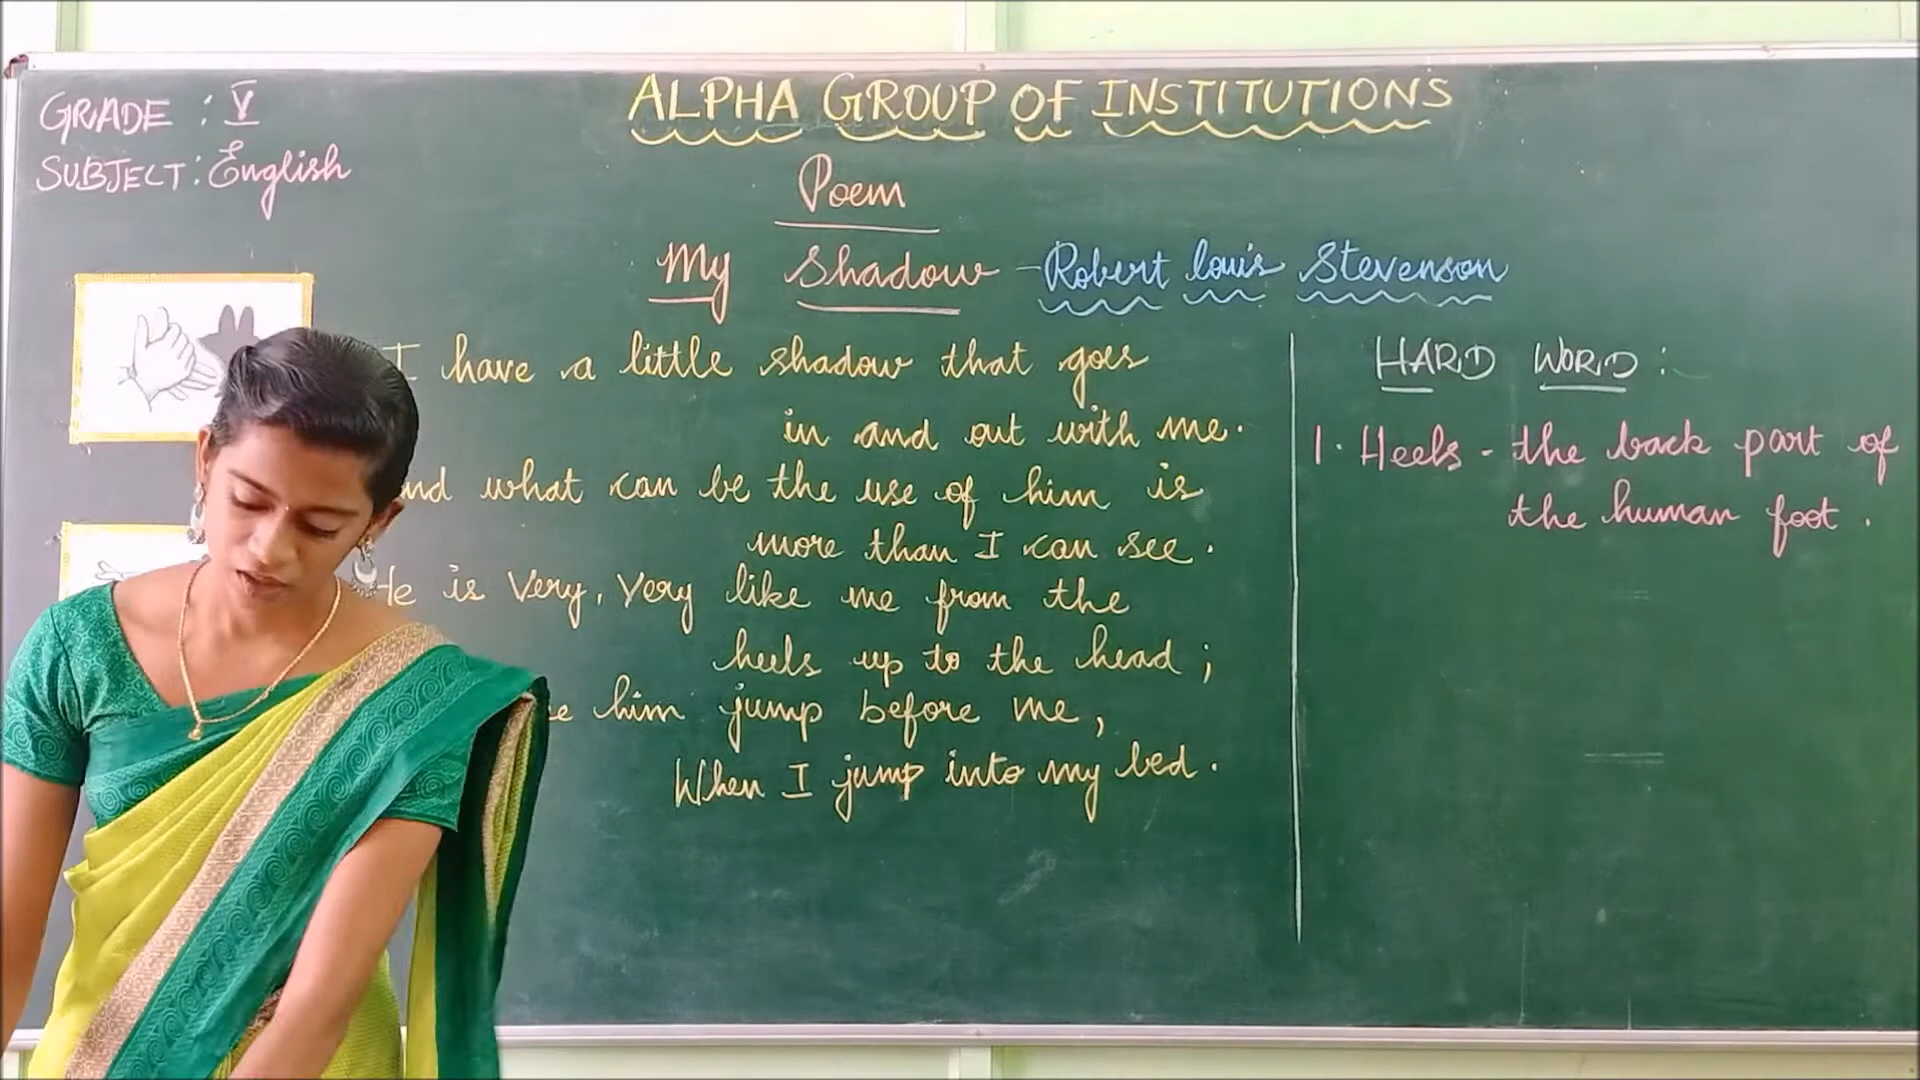 GRADE : V
SUBJECT : English
ALPHA GROUP OF INSTITUTIONS
Poem
My Shadow - Robert louis Stevenson
I have a little shadow that goes
in and out with me.
and what can be the use of him is
more than I can see.
He is Very, Very like me from the
heels up to the head ;
him jump before me,
When I jump into my bed.
HARD WORD :
1. Heels - the back part of
the human foot.